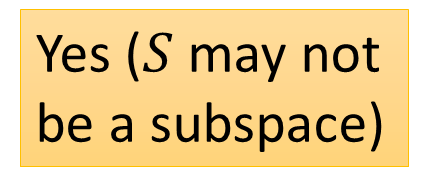 Yes (𝑆 may not
be a subspace)